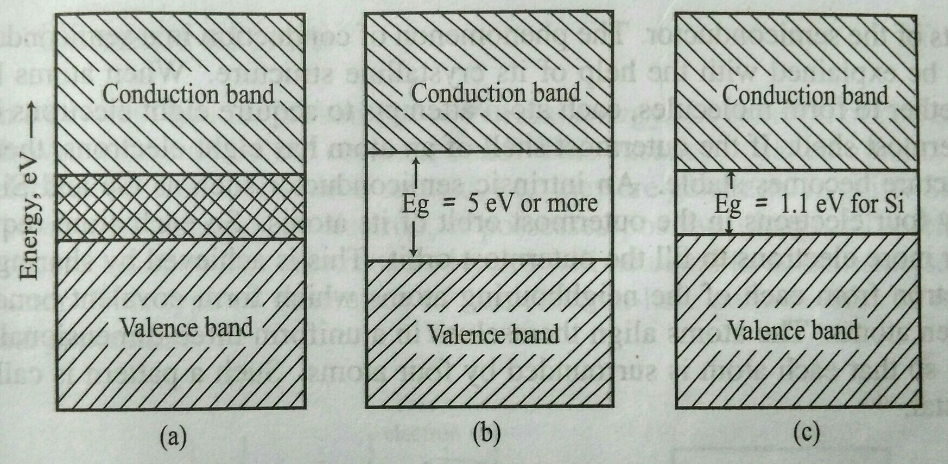 Energy, eV
Conduction band
Valence band
(a)
Conduction band
Eg = 5 eV or more
Valence band
(b)
Conduction band
Eg = 1.1 eV for Si
Valence band
(c)